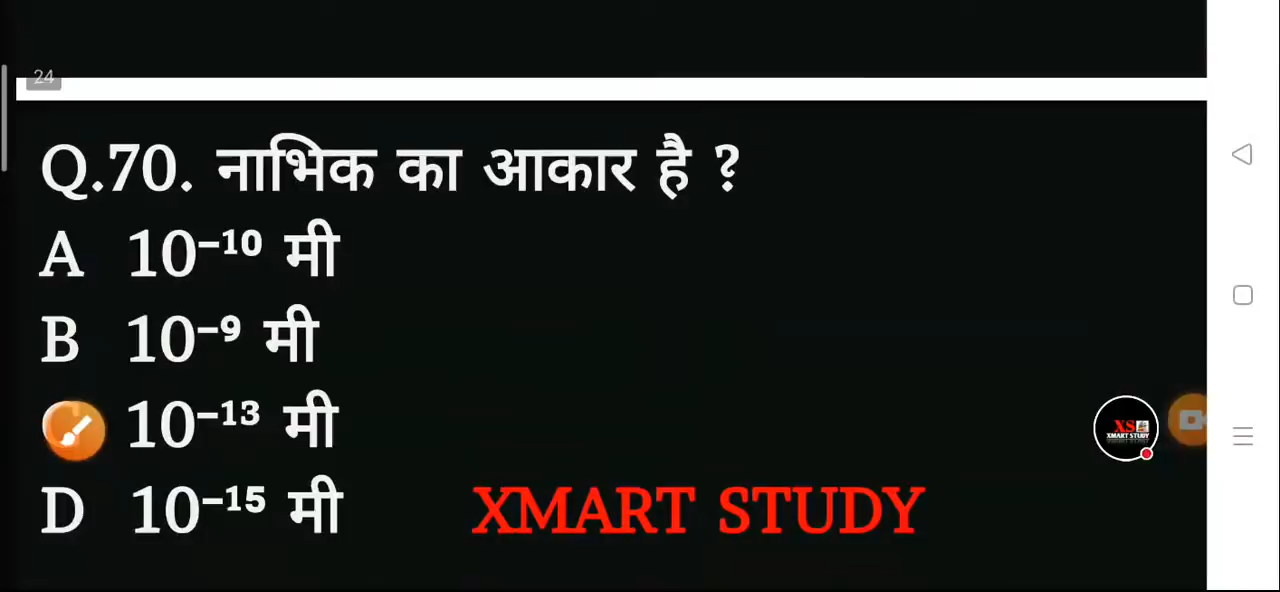 24
Q.70. नाभिक का आकार है ?
A 10⁻¹⁰ मी
B 10⁻⁹ मी
10⁻¹³ मी
D 10⁻¹⁵ मी
XMART STUDY
XS
XMART STUDY